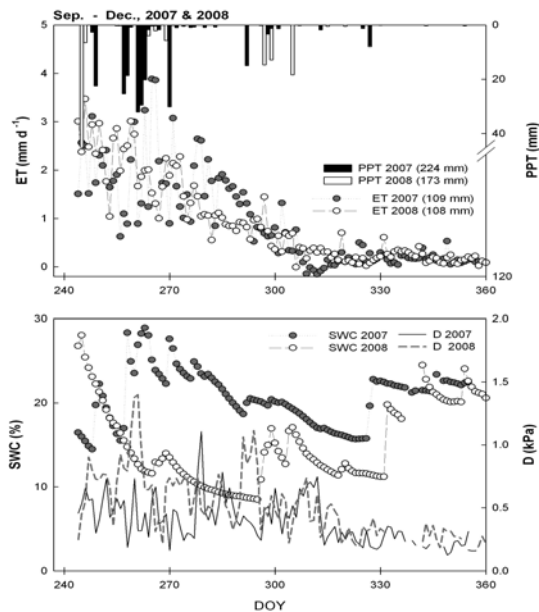 Sep. - Dec., 2007 & 2008
5
4
3
2
1
0
ET (mm d⁻¹)
0
10
20
30
40
120
PPT (mm)
PPT 2007 (224 mm)
PPT 2008 (173 mm)
ET 2007 (109 mm)
ET 2008 (108 mm)
240 270 300 330 360
30%
20%
10%
0%
SWC (%)
2.0
1.5
1.0
0.5
0.0
D (kPa)
SWC 2007 D 2007
SWC 2008 D 2008
240 270 300 330 360
DOY